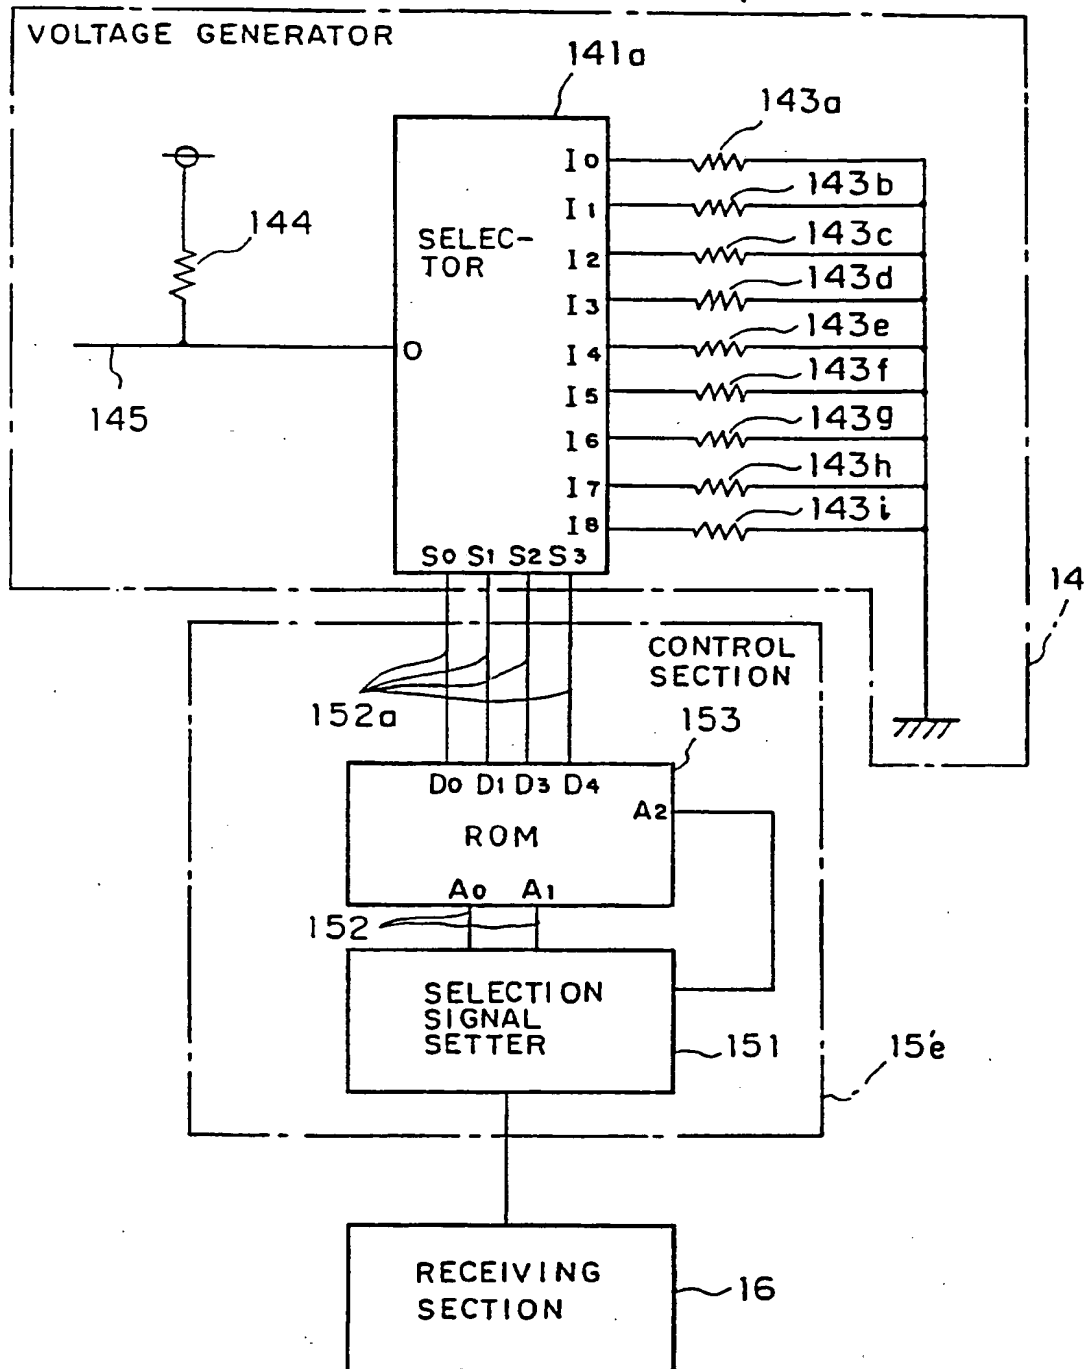 VOLTAGE GENERATOR
141a
143a
I0
143b
I1
143c
I2
144
SELEC-
TOR
143d
I3
143e
I4
O
143f
I5
145
143g
I6
143h
I7
143i
I8
S0 S1 S2 S3
14
CONTROL
SECTION
152a
153
D0 D1 D3 D4
A2
ROM
A0 A1
152
SELECTION
SIGNAL
SETTER
151
15'e
RECEIVING
SECTION
16